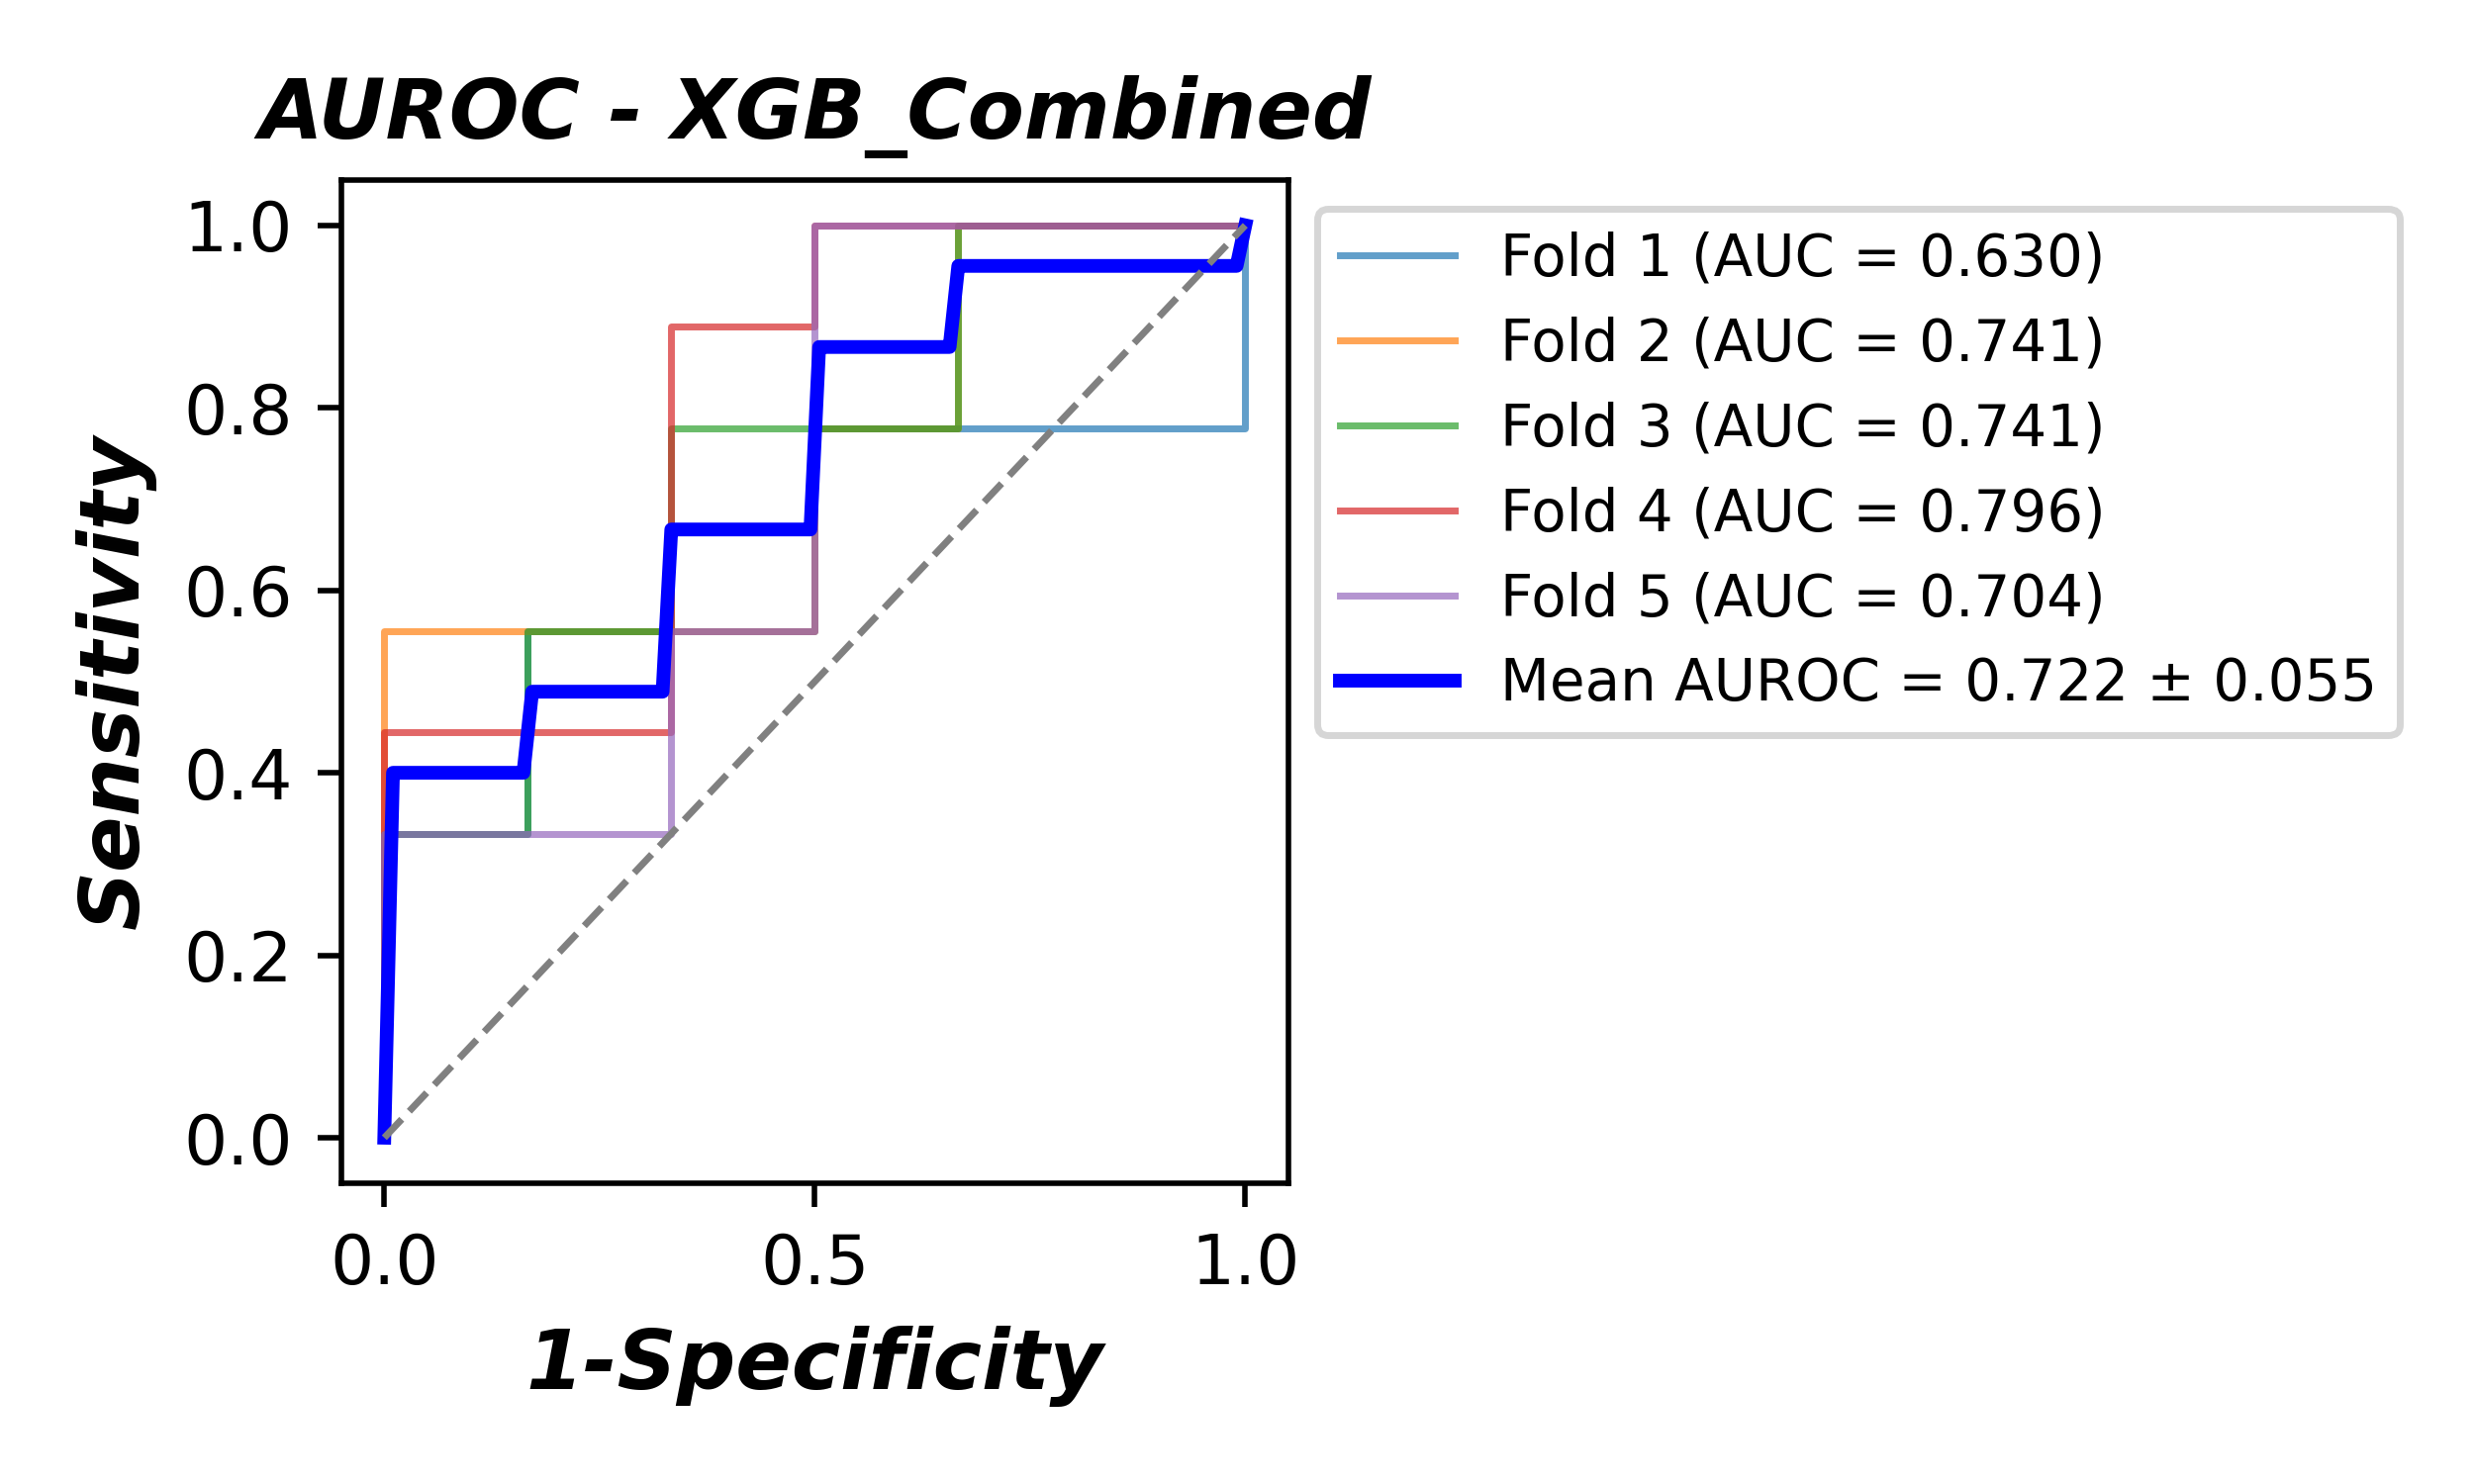 AUROC - XGB_Combined
Sensitivity
1.0
0.8
0.6
0.4
0.2
0.0
0.0 0.5 1.0
1-Specificity
Fold 1 (AUC = 0.630)
Fold 2 (AUC = 0.741)
Fold 3 (AUC = 0.741)
Fold 4 (AUC = 0.796)
Fold 5 (AUC = 0.704)
Mean AUROC = 0.722 ± 0.055